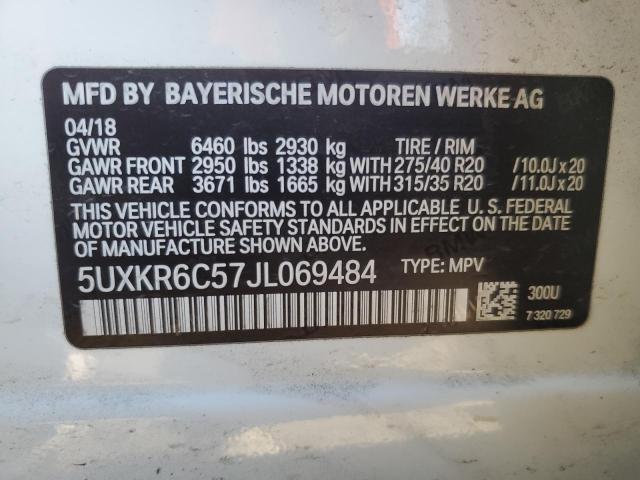 MFD BY BAYERISCHE MOTOREN WERKE AG
04/18
GVWR 6460 lbs 2930 kg TIRE / RIM
GAWR FRONT 2950 lbs 1338 kg WITH 275/40 R20 /10.0J x 20
GAWR REAR 3671 lbs 1665 kg WITH 315/35 R20 /11.0J x 20
THIS VEHICLE CONFORMS TO ALL APPLICABLE U. S. FEDERAL
MOTOR VEHICLE SAFETY STANDARDS IN EFFECT ON THE
DATE OF MANUFACTURE SHOWN ABOVE.
5UXKR6C57JL069484 TYPE: MPV
300U
7 320 729